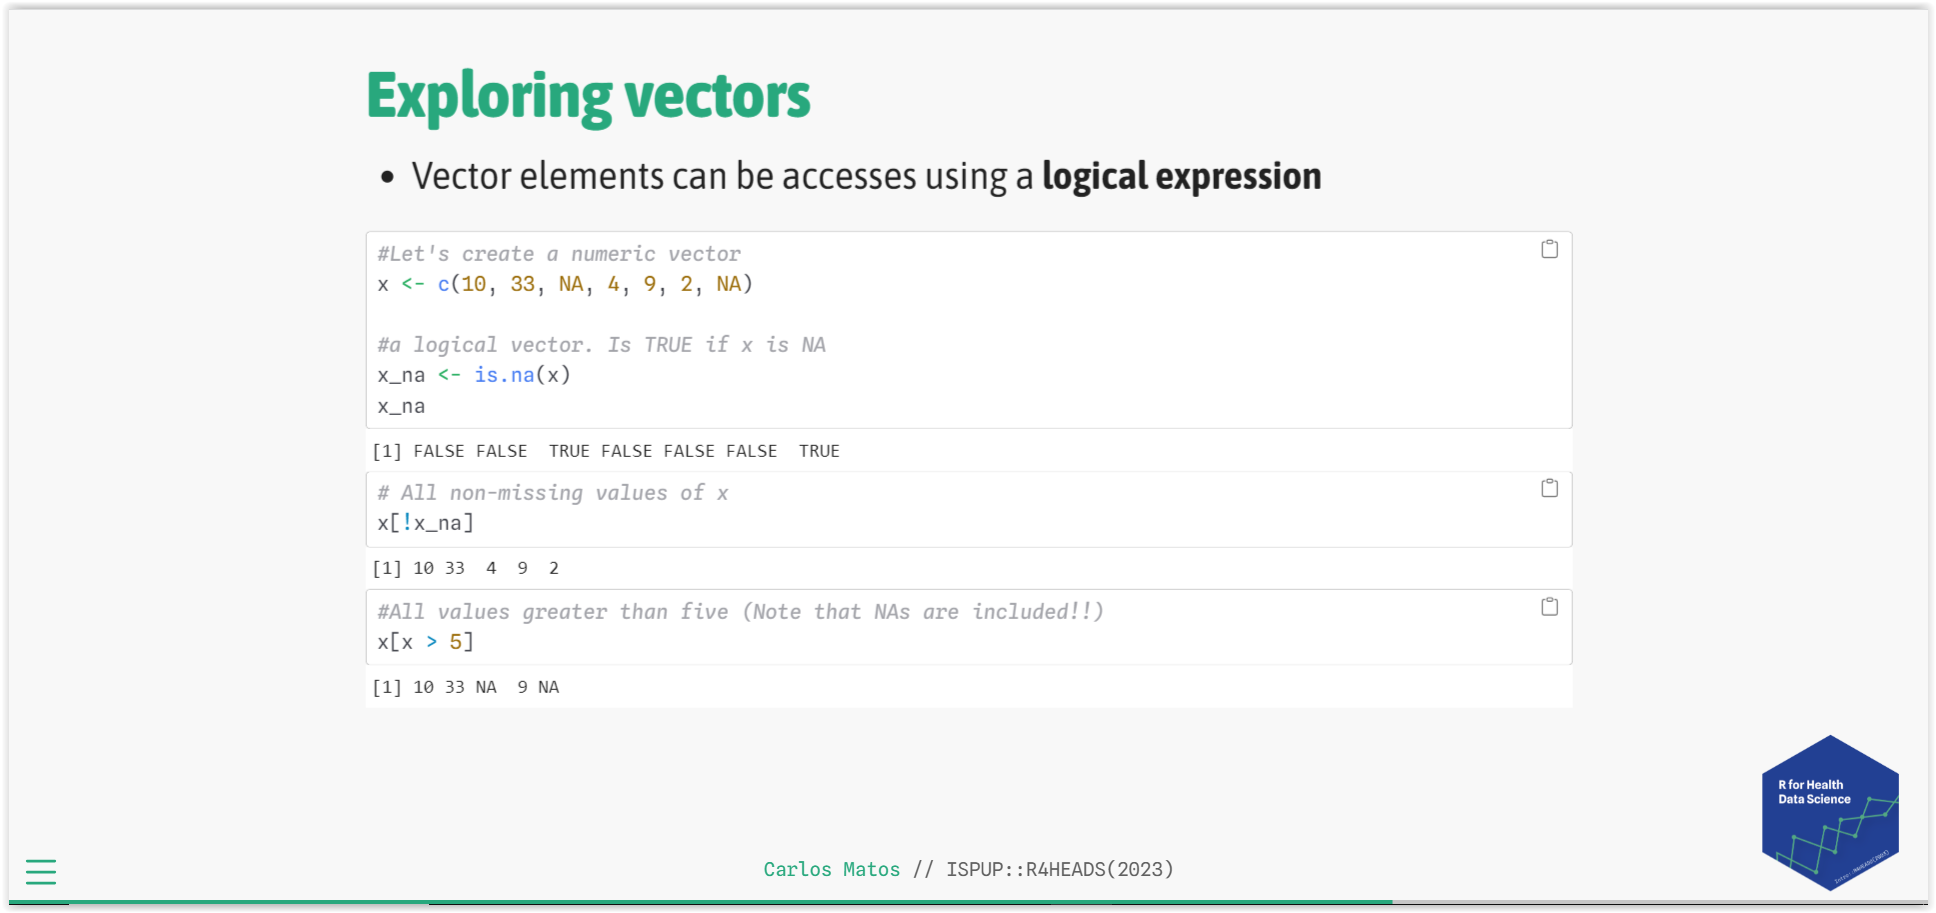 Exploring vectors
• Vector elements can be accesses using a logical expression
#Let's create a numeric vector
x <- c(10, 33, NA, 4, 9, 2, NA)
#a logical vector. Is TRUE if x is NA
x_na <- is.na(x)
x_na
[1] FALSE FALSE  TRUE FALSE FALSE FALSE  TRUE
# All non-missing values of x
x[!x_na]
[1] 10 33  4  9  2
#All values greater than five (Note that NAs are included!!)
x[x > 5]
[1] 10 33 NA  9 NA
R for Health
Data Science
Carlos Matos // ISPUP::R4HEADS(2023)